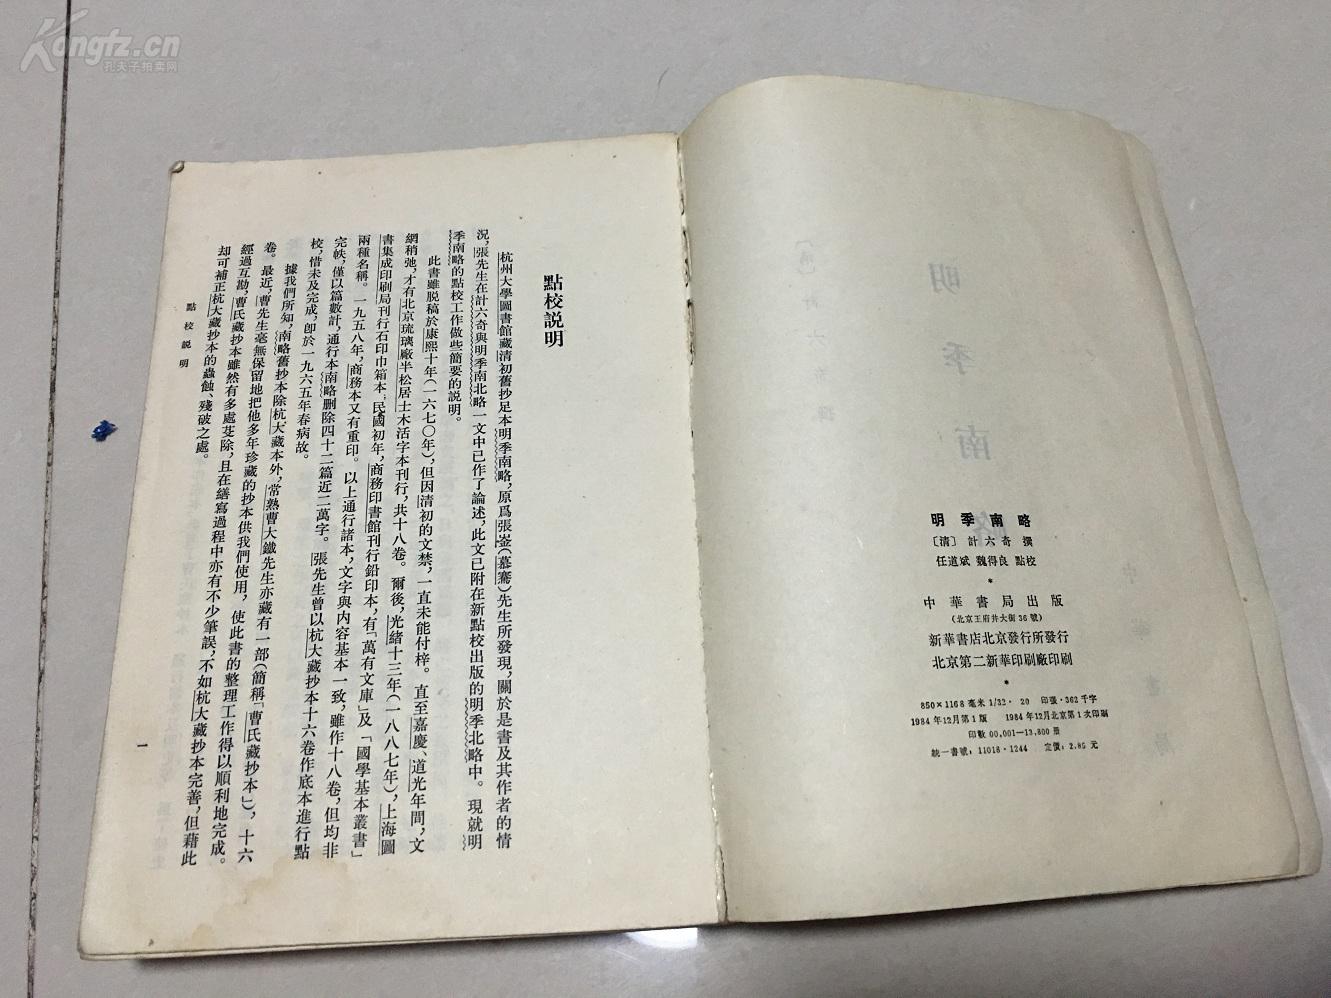 Kongfz.cn
孔夫子拍卖网
明季南略
〔清〕計六奇 撰
任道斌 魏得良 點校
*
中華書局出版
(北京王府井大街36號)
新華書店北京發行所發行
北京第二新華印刷廠印刷
*
850×1168毫米 1/32· 20 印張·362千字
1984年12月第1版 1984年12月北京第1次印刷
印數00,001—13,800册
統一書號:11018·1244 定價:2.85元
點校説明
杭州大學圖書館藏清初舊抄足本明季南略,原爲張崟(慕騫)先生所發現,關於是書及其作者的情
況,張先生在計六奇與明季南北略一文中已作了論述,此文已附在新點校出版的明季北略中。現就明
季南略的點校工作做些簡要的説明。
此書雖脱稿於康熙十年(一六七〇年),但因清初的文禁,一直未能付梓。直至嘉慶、道光年間,文
網稍弛,才有北京琉璃廠半松居士木活字本刊行,共十八卷。爾後,光緒十三年(一八八七年),上海圖
書集成印刷局刊行石印巾箱本;民國初年,商務印書館刊行鉛印本,有「萬有文庫」及「國學基本叢書」
兩種名稱。一九五八年,商務本又有重印。以上通行諸本,文字與内容基本一致,雖作十八卷,但均非
完帙,僅以篇數計,通行本南略删除四十二篇近二萬字。張先生曾以杭大藏抄本十六卷作底本進行點
校,惜未及完成,卽於一九六五年春病故。
據我們所知,南略舊抄本除杭大藏本外,常熟曹大鐵先生亦藏有一部(簡稱「曹氏藏抄本」),十六
卷。最近,曹先生毫無保留地把他多年珍藏的抄本供我們使用,使此書的整理工作得以順利地完成。
經過互勘,曹氏藏抄本雖然有多處芟除,且在繕寫過程中亦有不少筆誤,不如杭大藏抄本完善,但藉此
却可補正杭大藏抄本的蟲蝕、殘破之處。
點校説明
一